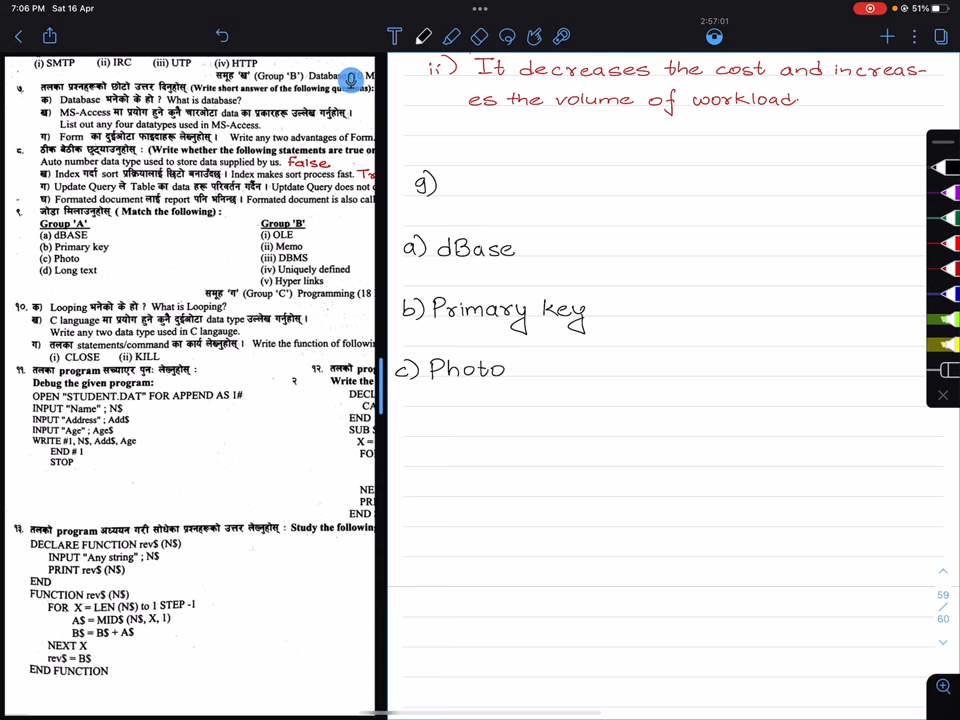 7:06 PM Sat 16 Apr
51%
2:57:01
(i) SMTP (ii) IRC (iii) UTP (iv) HTTP
समूह 'ख' (Group 'B') Databa
७. तलका प्रश्नहरूको छोटो उत्तर दिनुहोस् (Write short answer of the following qu
क) Database भनेको के हो ? What is database?
ख) MS-Access मा प्रयोग हुने कुनै चारओटा data का प्रकारहरु उल्लेख गर्नुहोस् ।
List out any four datatypes used in MS-Access.
ग) Form का दुईओटा फाइदाहरू लेख्नुहोस् । Write any two advantages of Form.
८. ठीक बेठीक छुट्याउनुहोस् : (Write whether the following statements are true or
Auto number data type used to store data supplied by us. False
ख) Index गर्दा sort प्रक्रियालाई छिटो बनाउँदछ । Index makes sort process fast. T
ग) Update Query ले Table का data हरू परिवर्तन गर्दैन । Uptdate Query does not
घ) Formated document लाई report पनि भनिन्छ । Formated document is also cal
९. जोडा मिलाउनुहोस् ( Match the following) :
Group 'A' Group 'B'
(a) dBASE (i) OLE
(b) Primary key (ii) Memo
(c) Photo (iii) DBMS
(d) Long text (iv) Uniquely defined
(v) Hyper links
समूह 'ग' (Group 'C') Programming (18
१०. क) Looping भनेको के हो ? What is Looping?
ख) C language मा प्रयोग हुने कुनै दुईओटा data type उल्लेख गर्नुहोस् ।
Write any two data type used in C langauge.
ग) तलका statements/command का कार्य लेख्नुहोस् । Write the function of followi
(i) CLOSE (ii) KILL
११. तलको program सच्याएर पुनः लेख्नुहोस् :
Debug the given program:
OPEN "STUDENT.DAT" FOR APPEND AS 1#
INPUT "Name" ; N$
INPUT "Address" ; Add$
INPUT "Age" ; Age$
WRITE #1, N$, Add$, Age
END # 1
STOP
२
१२. तलको pro
Write the
DECL
CA
END
SUB
X =
FO
NE
PRI
END
१३. तलको program अध्ययन गरी सोधेका प्रश्नहरूको उत्तर लेख्नुहोस् : Study the following
DECLARE FUNCTION rev$ (N$)
INPUT "Any string" ; N$
PRINT rev$ (N$)
END
FUNCTION rev$ (N$)
FOR X = LEN (N$) to 1 STEP -1
A$ = MID$ (N$, X, 1)
B$ = B$ + A$
NEXT X
rev$ = B$
END FUNCTION
ii) It decreases the cost and increas-
es the volume of workload.
9)
a) dBase
b) Primary key
c) Photo
59
/
60